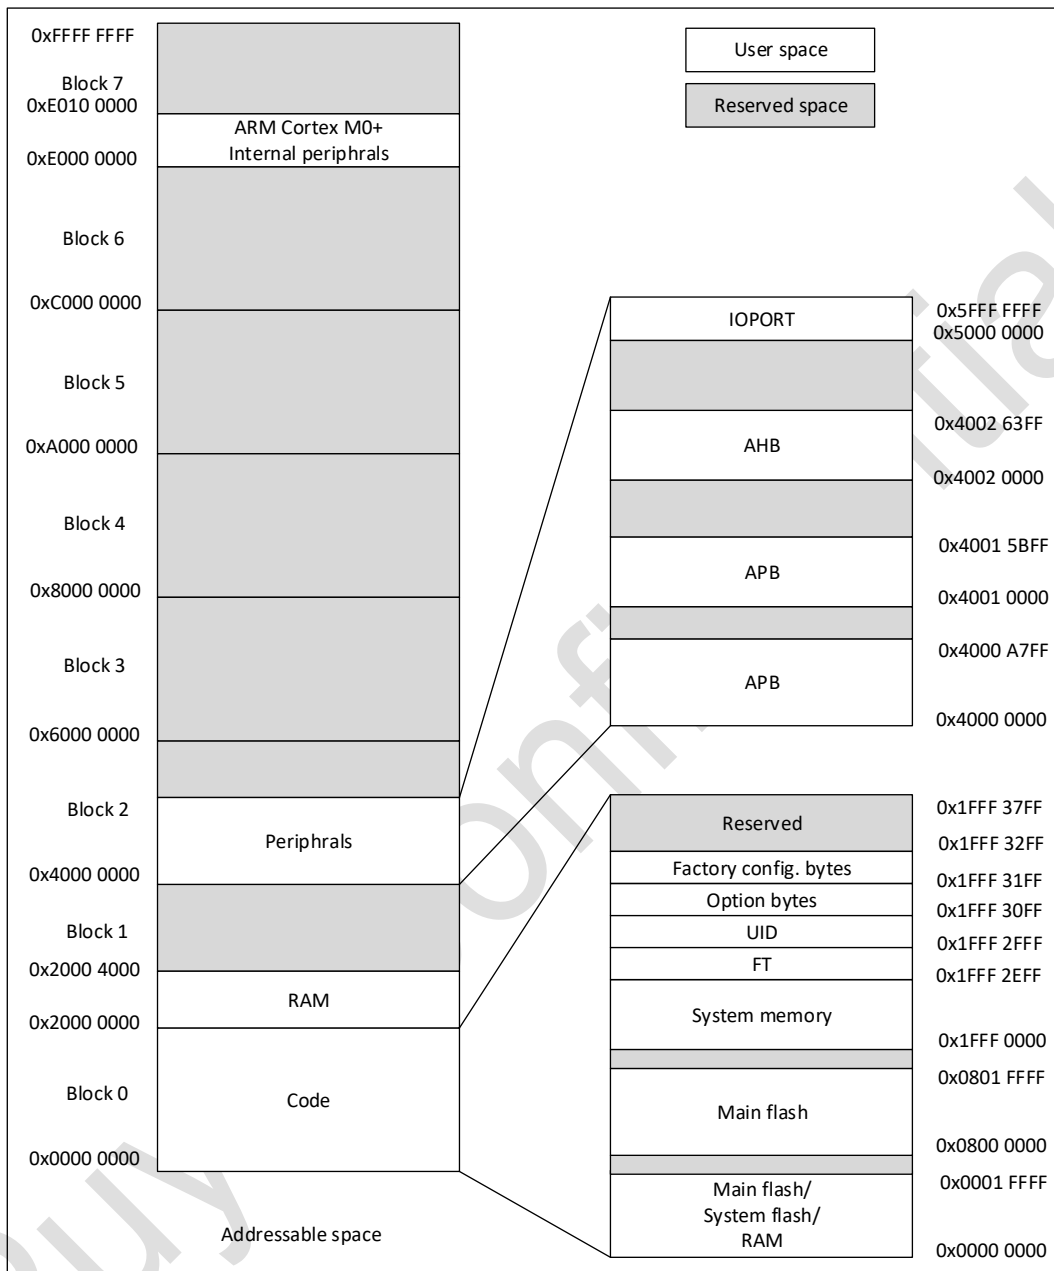 0xFFFF FFFF
Block 7
0xE010 0000
ARM Cortex M0+
Internal periphrals
0xE000 0000
Block 6
0xC000 0000
Block 5
0xA000 0000
Block 4
0x8000 0000
Block 3
0x6000 0000
Block 2
Periphrals
0x4000 0000
Block 1
0x2000 4000
RAM
0x2000 0000
Block 0
Code
0x0000 0000
Addressable space
User space
Reserved space
IOPORT
0x5FFF FFFF
0x5000 0000
AHB
0x4002 63FF
0x4002 0000
APB
0x4001 5BFF
0x4001 0000
APB
0x4000 A7FF
0x4000 0000
Reserved
0x1FFF 37FF
0x1FFF 32FF
Factory config. bytes
0x1FFF 31FF
Option bytes
0x1FFF 30FF
UID
0x1FFF 2FFF
FT
0x1FFF 2EFF
System memory
0x1FFF 0000
0x0801 FFFF
Main flash
0x0800 0000
0x0001 FFFF
Main flash/
System flash/
RAM
0x0000 0000